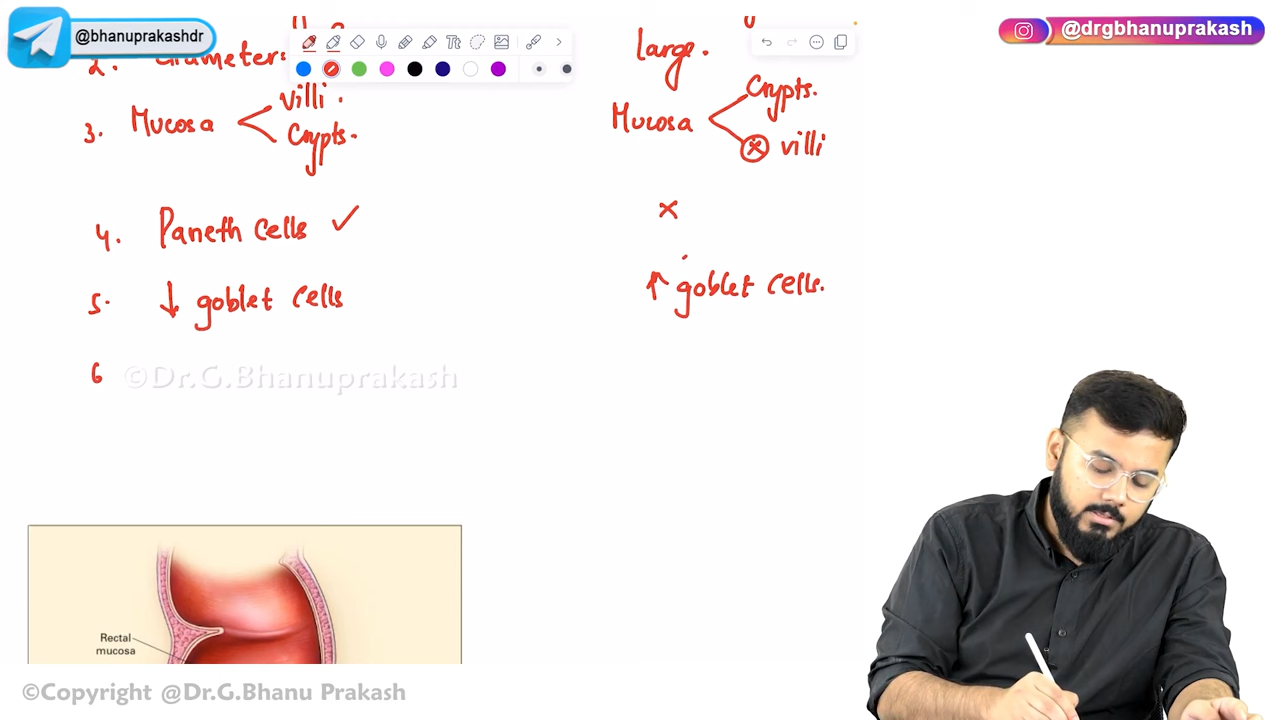 @bhanuprakashdr
@drgbhanuprakash
2. diameter:
large.
3. Mucosa
villi.
Crypts.
Mucosa
Crypts.
x villi
4. Paneth cells ✓
x
5. ↓ goblet cells
↑ goblet cells.
6
©Dr.G.Bhanuprakash
Rectal
mucosa
©Copyright @Dr.G.Bhanu Prakash